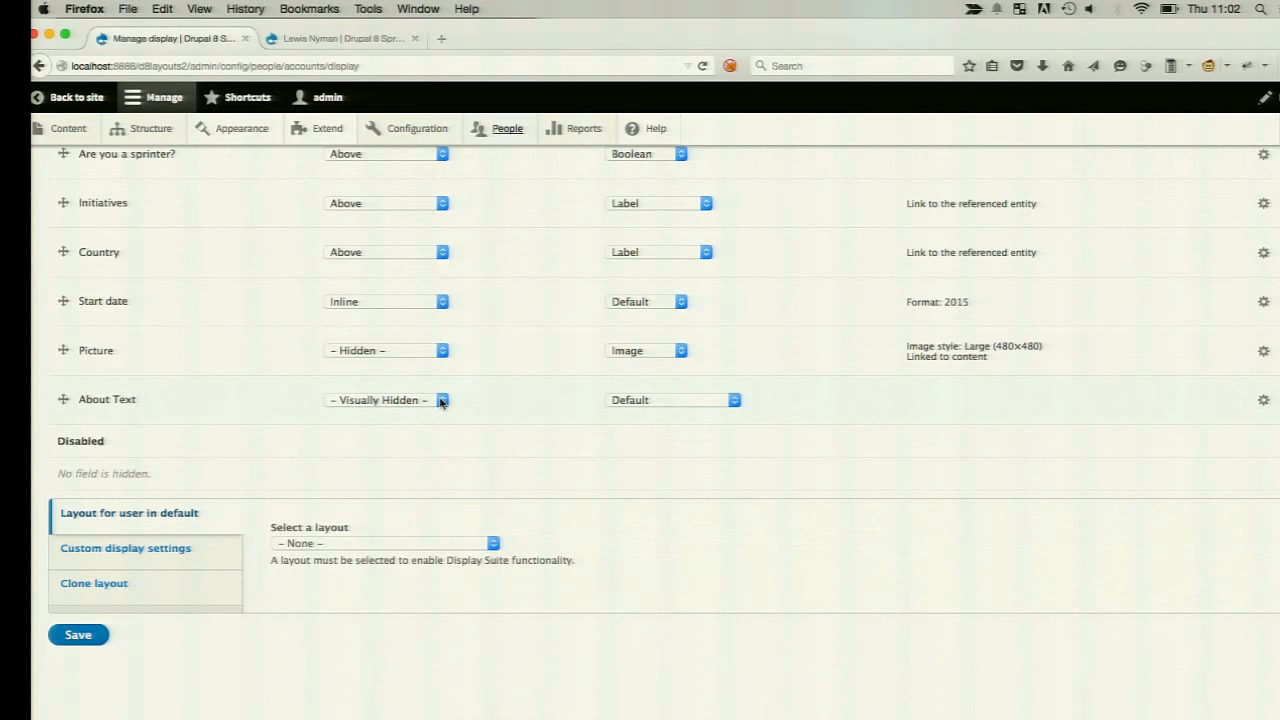 Firefox File Edit View History Bookmarks Tools Window Help Thu 11:02
Manage display | Drupal 8 S... Lewis Nyman | Drupal 8 Spr...
localhost:8888/d8layouts2/admin/config/people/accounts/display Search
Back to site Manage Shortcuts admin
Content Structure Appearance Extend Configuration People Reports Help
Are you a sprinter? Above Boolean
Initiatives Above Label Link to the referenced entity
Country Above Label Link to the referenced entity
Start date Inline Default Format: 2015
Picture - Hidden - Image Image style: Large (480×480)
Linked to content
About Text - Visually Hidden - Default
Disabled
No field is hidden.
Layout for user in default
Custom display settings
Clone layout
Select a layout
- None -
A layout must be selected to enable Display Suite functionality.
Save